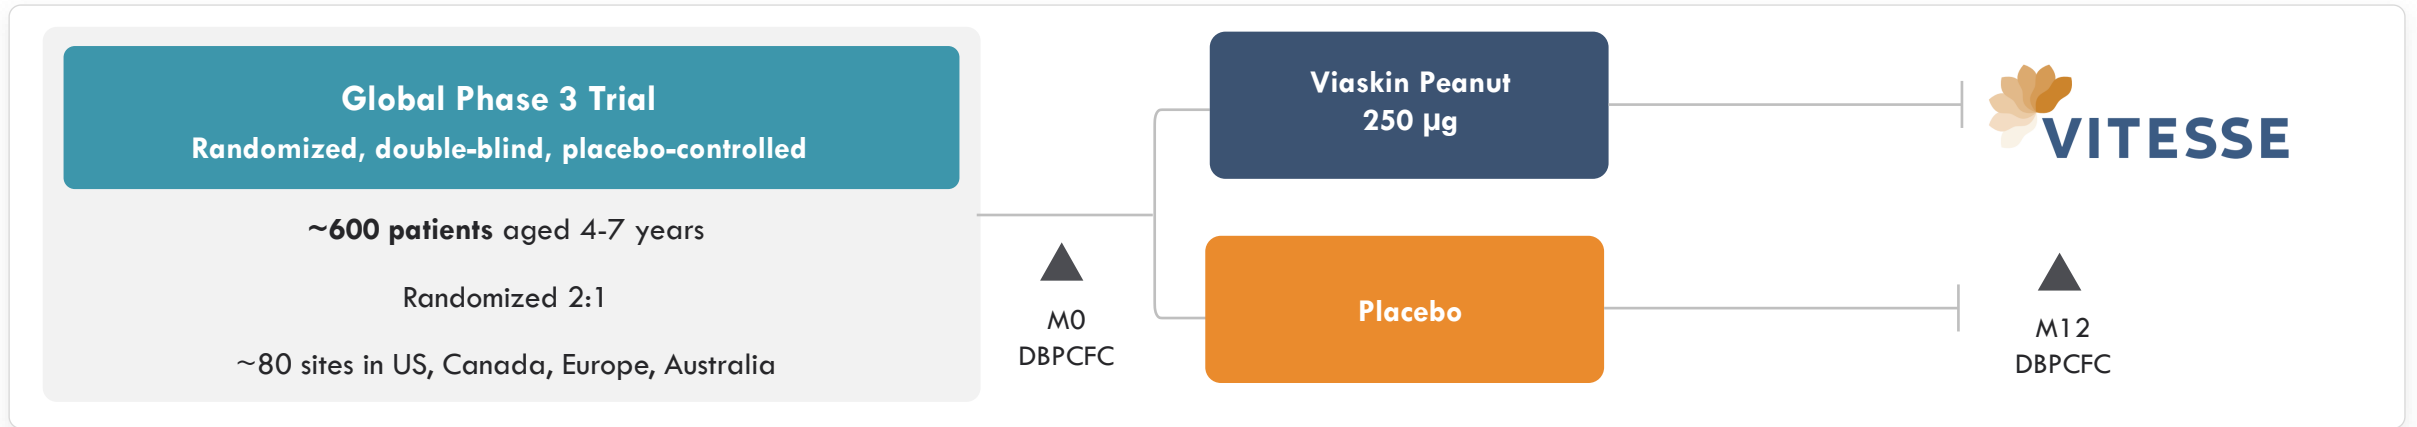 Global Phase 3 Trial
Randomized, double-blind, placebo-controlled
~600 patients aged 4-7 years
Randomized 2:1
~80 sites in US, Canada, Europe, Australia
M0
DBPCFC
Viaskin Peanut
250 µg
Placebo
VITESSE
M12
DBPCFC